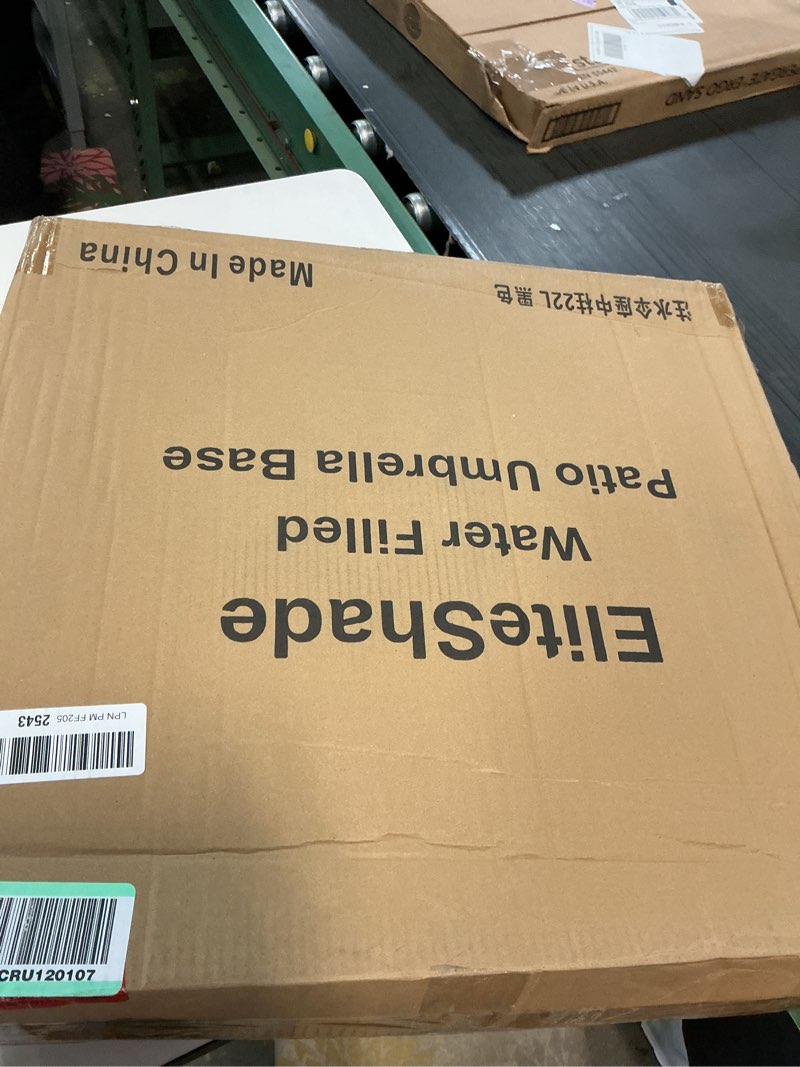 EliteShade
Water Filled
Patio Umbrella Base
注水伞座中柱22L 黑色
Made In China
LPN PM FF205 2543
CRU120107